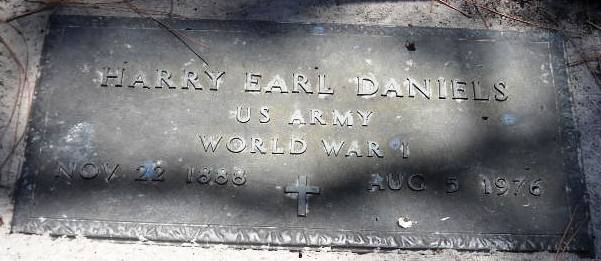 HARRY EARL DANIELS
US ARMY
WORLD WAR I
NOV 22 1888 AUG 5 1976